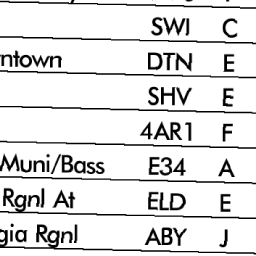 SWI C
ntown DTN E
SHV E
4AR1 F
Muni/Bass E34 A
Rgnl At ELD E
gia Rgnl ABY J